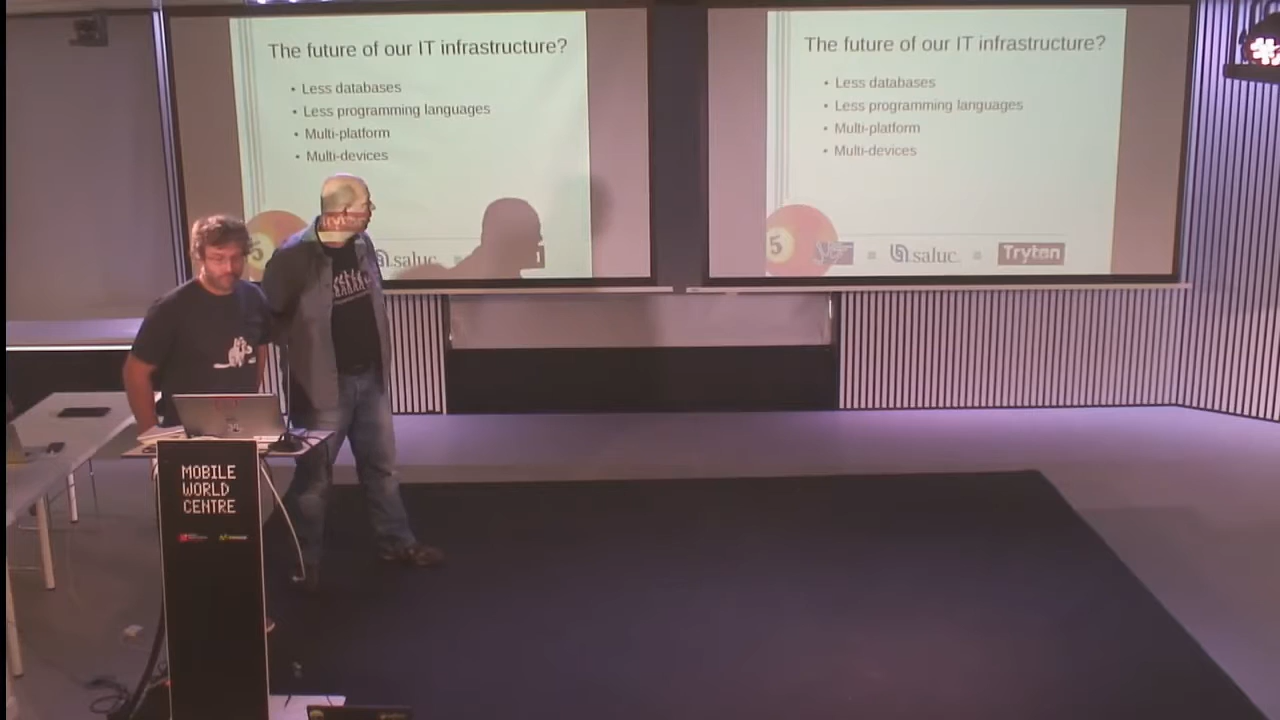 The future of our IT infrastructure?
• Less databases
• Less programming languages
• Multi-platform
• Multi-devices
5
saluc
The future of our IT infrastructure?
• Less databases
• Less programming languages
• Multi-platform
• Multi-devices
5
saluc
Tryton
MOBILE
WORLD
CENTRE